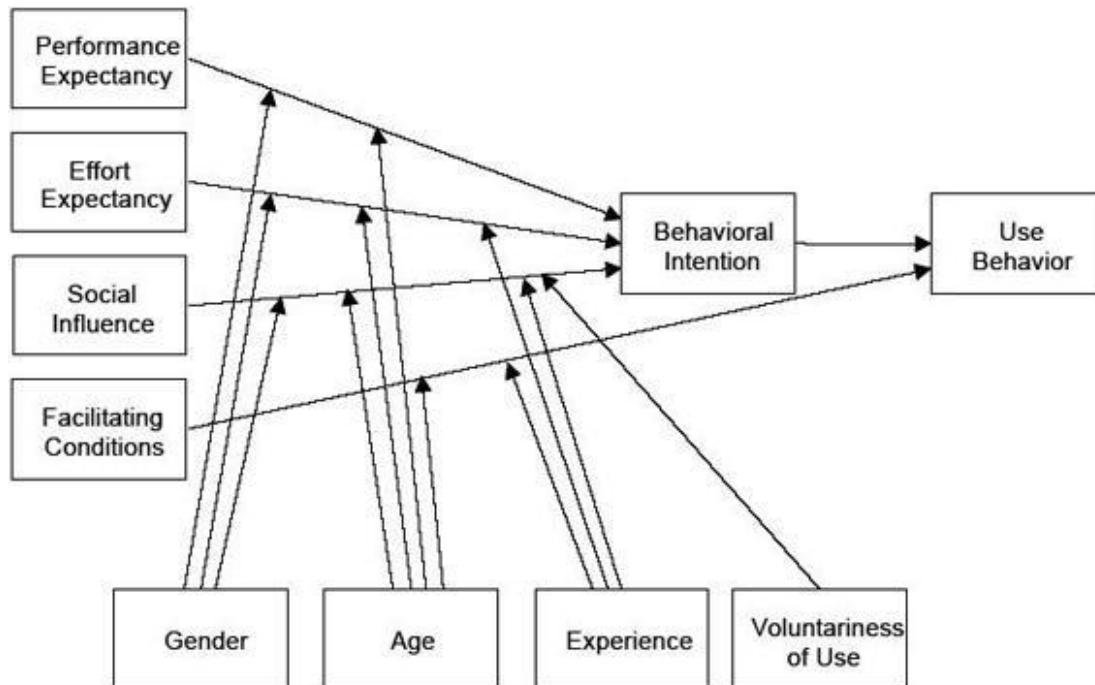 Performance
Expectancy
Effort
Expectancy
Social
Influence
Facilitating
Conditions
Behavioral
Intention
Use
Behavior
Gender
Age
Experience
Voluntariness
of Use